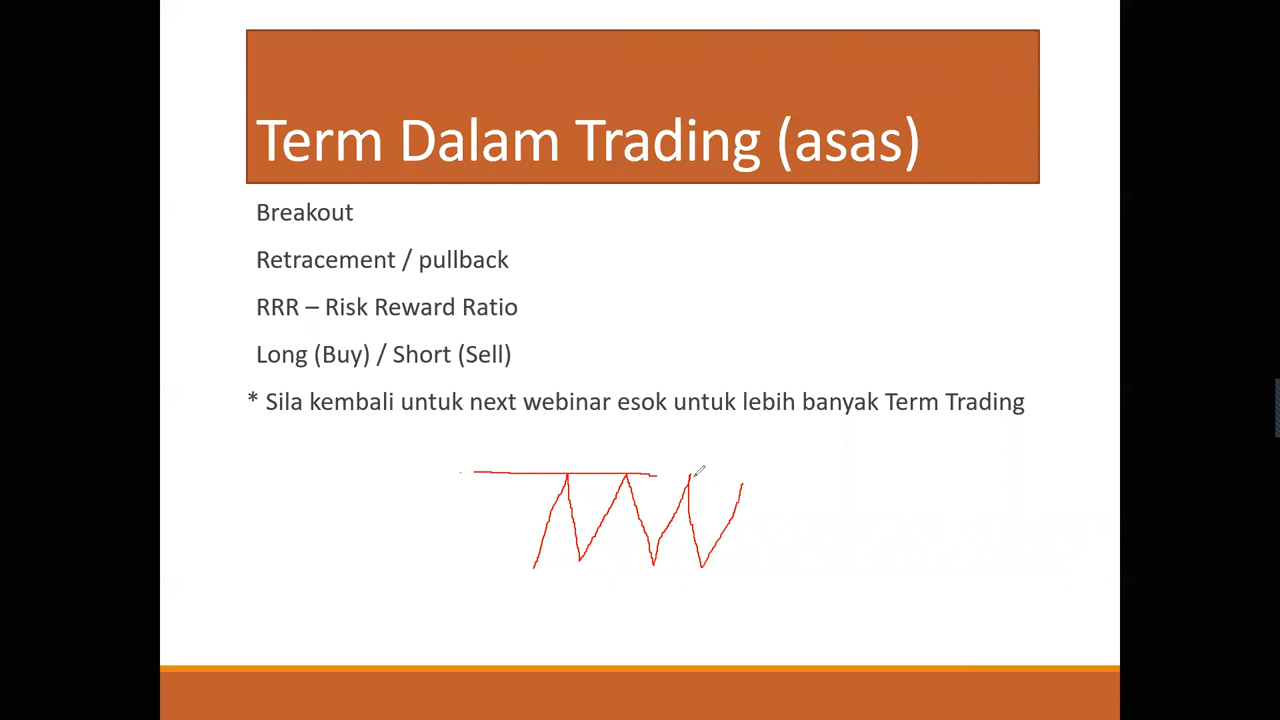 Term Dalam Trading (asas)
Breakout
Retracement / pullback
RRR – Risk Reward Ratio
Long (Buy) / Short (Sell)
* Sila kembali untuk next webinar esok untuk lebih banyak Term Trading